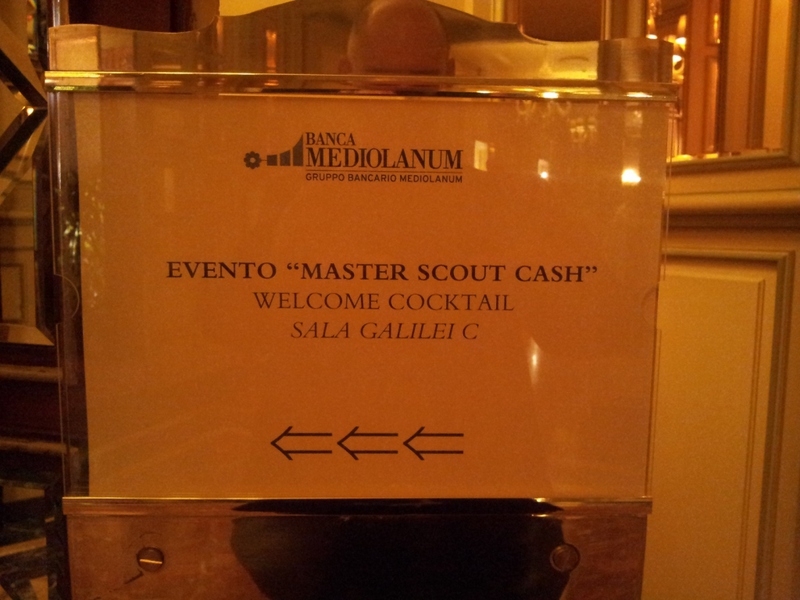 BANCA
MEDIOLANUM
GRUPPO BANCARIO MEDIOLANUM
EVENTO “MASTER SCOUT CASH”
WELCOME COCKTAIL
SALA GALILEI C